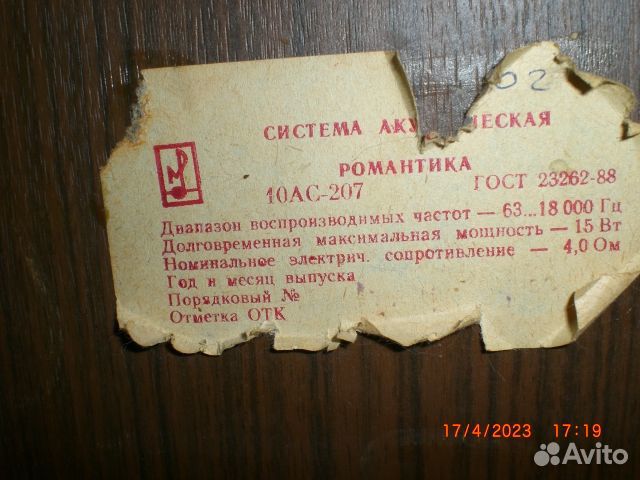 02
СИСТЕМА АКУ ЧЕСКАЯ
РОМАНТИКА
10АС-207 ГОСТ 23262-88
Диапазон воспроизводимых частот — 63...18 000 Гц
Долговременная максимальная мощность — 15 Вт
Номинальное электрич. сопротивление — 4,0 Ом
Год и месяц выпуска
Порядковый №
Отметка ОТК
17/4/2023 17:19
Avito